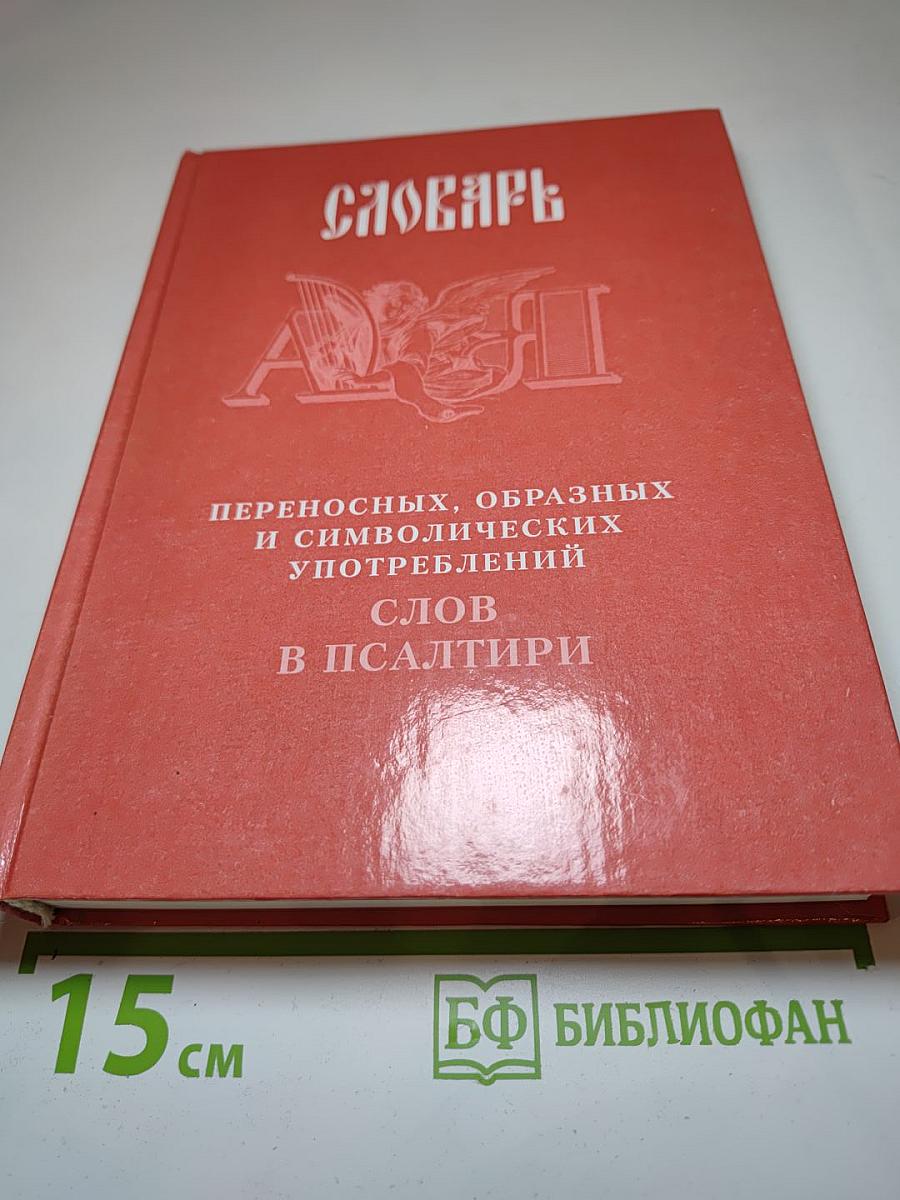 СЛОВАРЬ
А Я
ПЕРЕНОСНЫХ, ОБРАЗНЫХ
И СИМВОЛИЧЕСКИХ
УПОТРЕБЛЕНИЙ
СЛОВ
В ПСАЛТИРИ
15 см
БФ БИБЛИОФАН